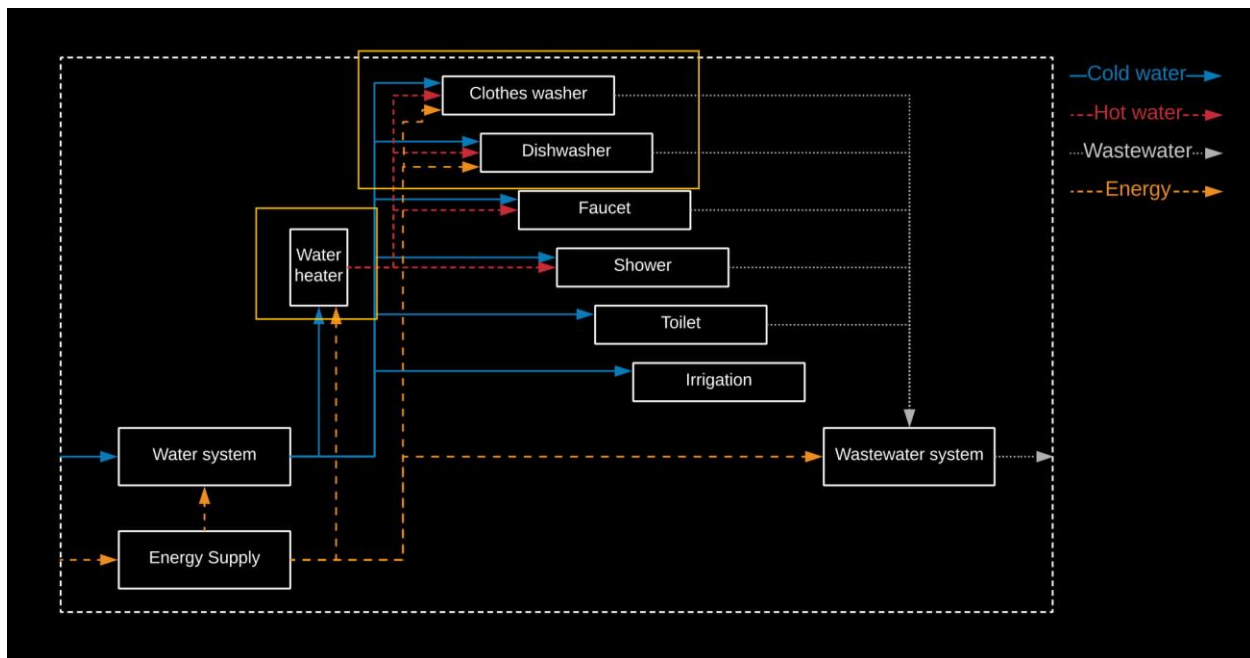 Clothes washer
Dishwasher
Faucet
Water
heater
Shower
Toilet
Irrigation
Water system
Wastewater system
Energy Supply
Cold water
Hot water
Wastewater
Energy